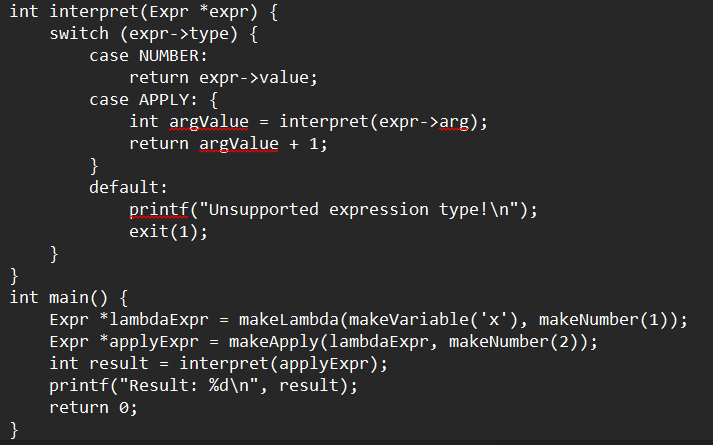 int interpret(Expr *expr) {
    switch (expr->type) {
        case NUMBER:
            return expr->value;
        case APPLY: {
            int argValue = interpret(expr->arg);
            return argValue + 1;
        }
        default:
            printf("Unsupported expression type!\n");
            exit(1);
    }
}
int main() {
    Expr *lambdaExpr = makeLambda(makeVariable('x'), makeNumber(1));
    Expr *applyExpr = makeApply(lambdaExpr, makeNumber(2));
    int result = interpret(applyExpr);
    printf("Result: %d\n", result);
    return 0;
}